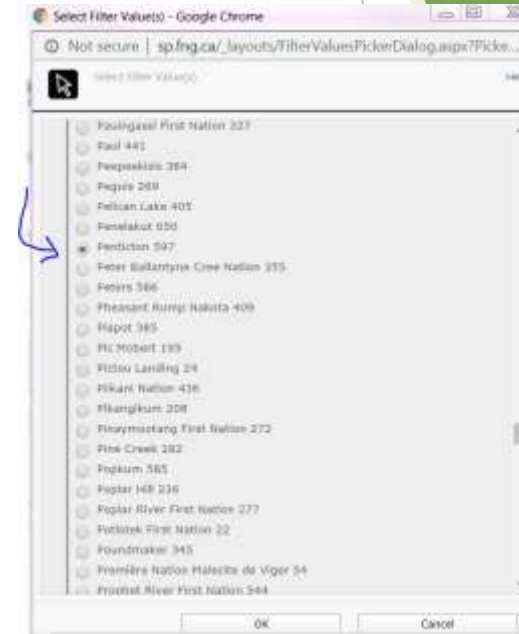 Select Filter Value(s) - Google Chrome
Not secure | sp.fng.ca/_layouts/FilterValuesPickerDialog.aspx?Picke...
Select Filter Value(s)
Pauingassi First Nation 327
Paul 441
Peepeekisis 384
Peguis 269
Pelican Lake 405
Penelakut 650
Penticton 597
Peter Ballantyne Cree Nation 355
Peters 586
Pheasant Rump Nakota 409
Piapot 385
Pic Mobert 195
Pictou Landing 24
Piikani Nation 436
Pikangikum 208
Pinaymootang First Nation 272
Pine Creek 282
Popkum 585
Poplar Hill 236
Poplar River First Nation 277
Potlotek First Nation 22
Poundmaker 345
Première Nation Malecite de Viger 54
Prophet River First Nation 544
OK
Cancel